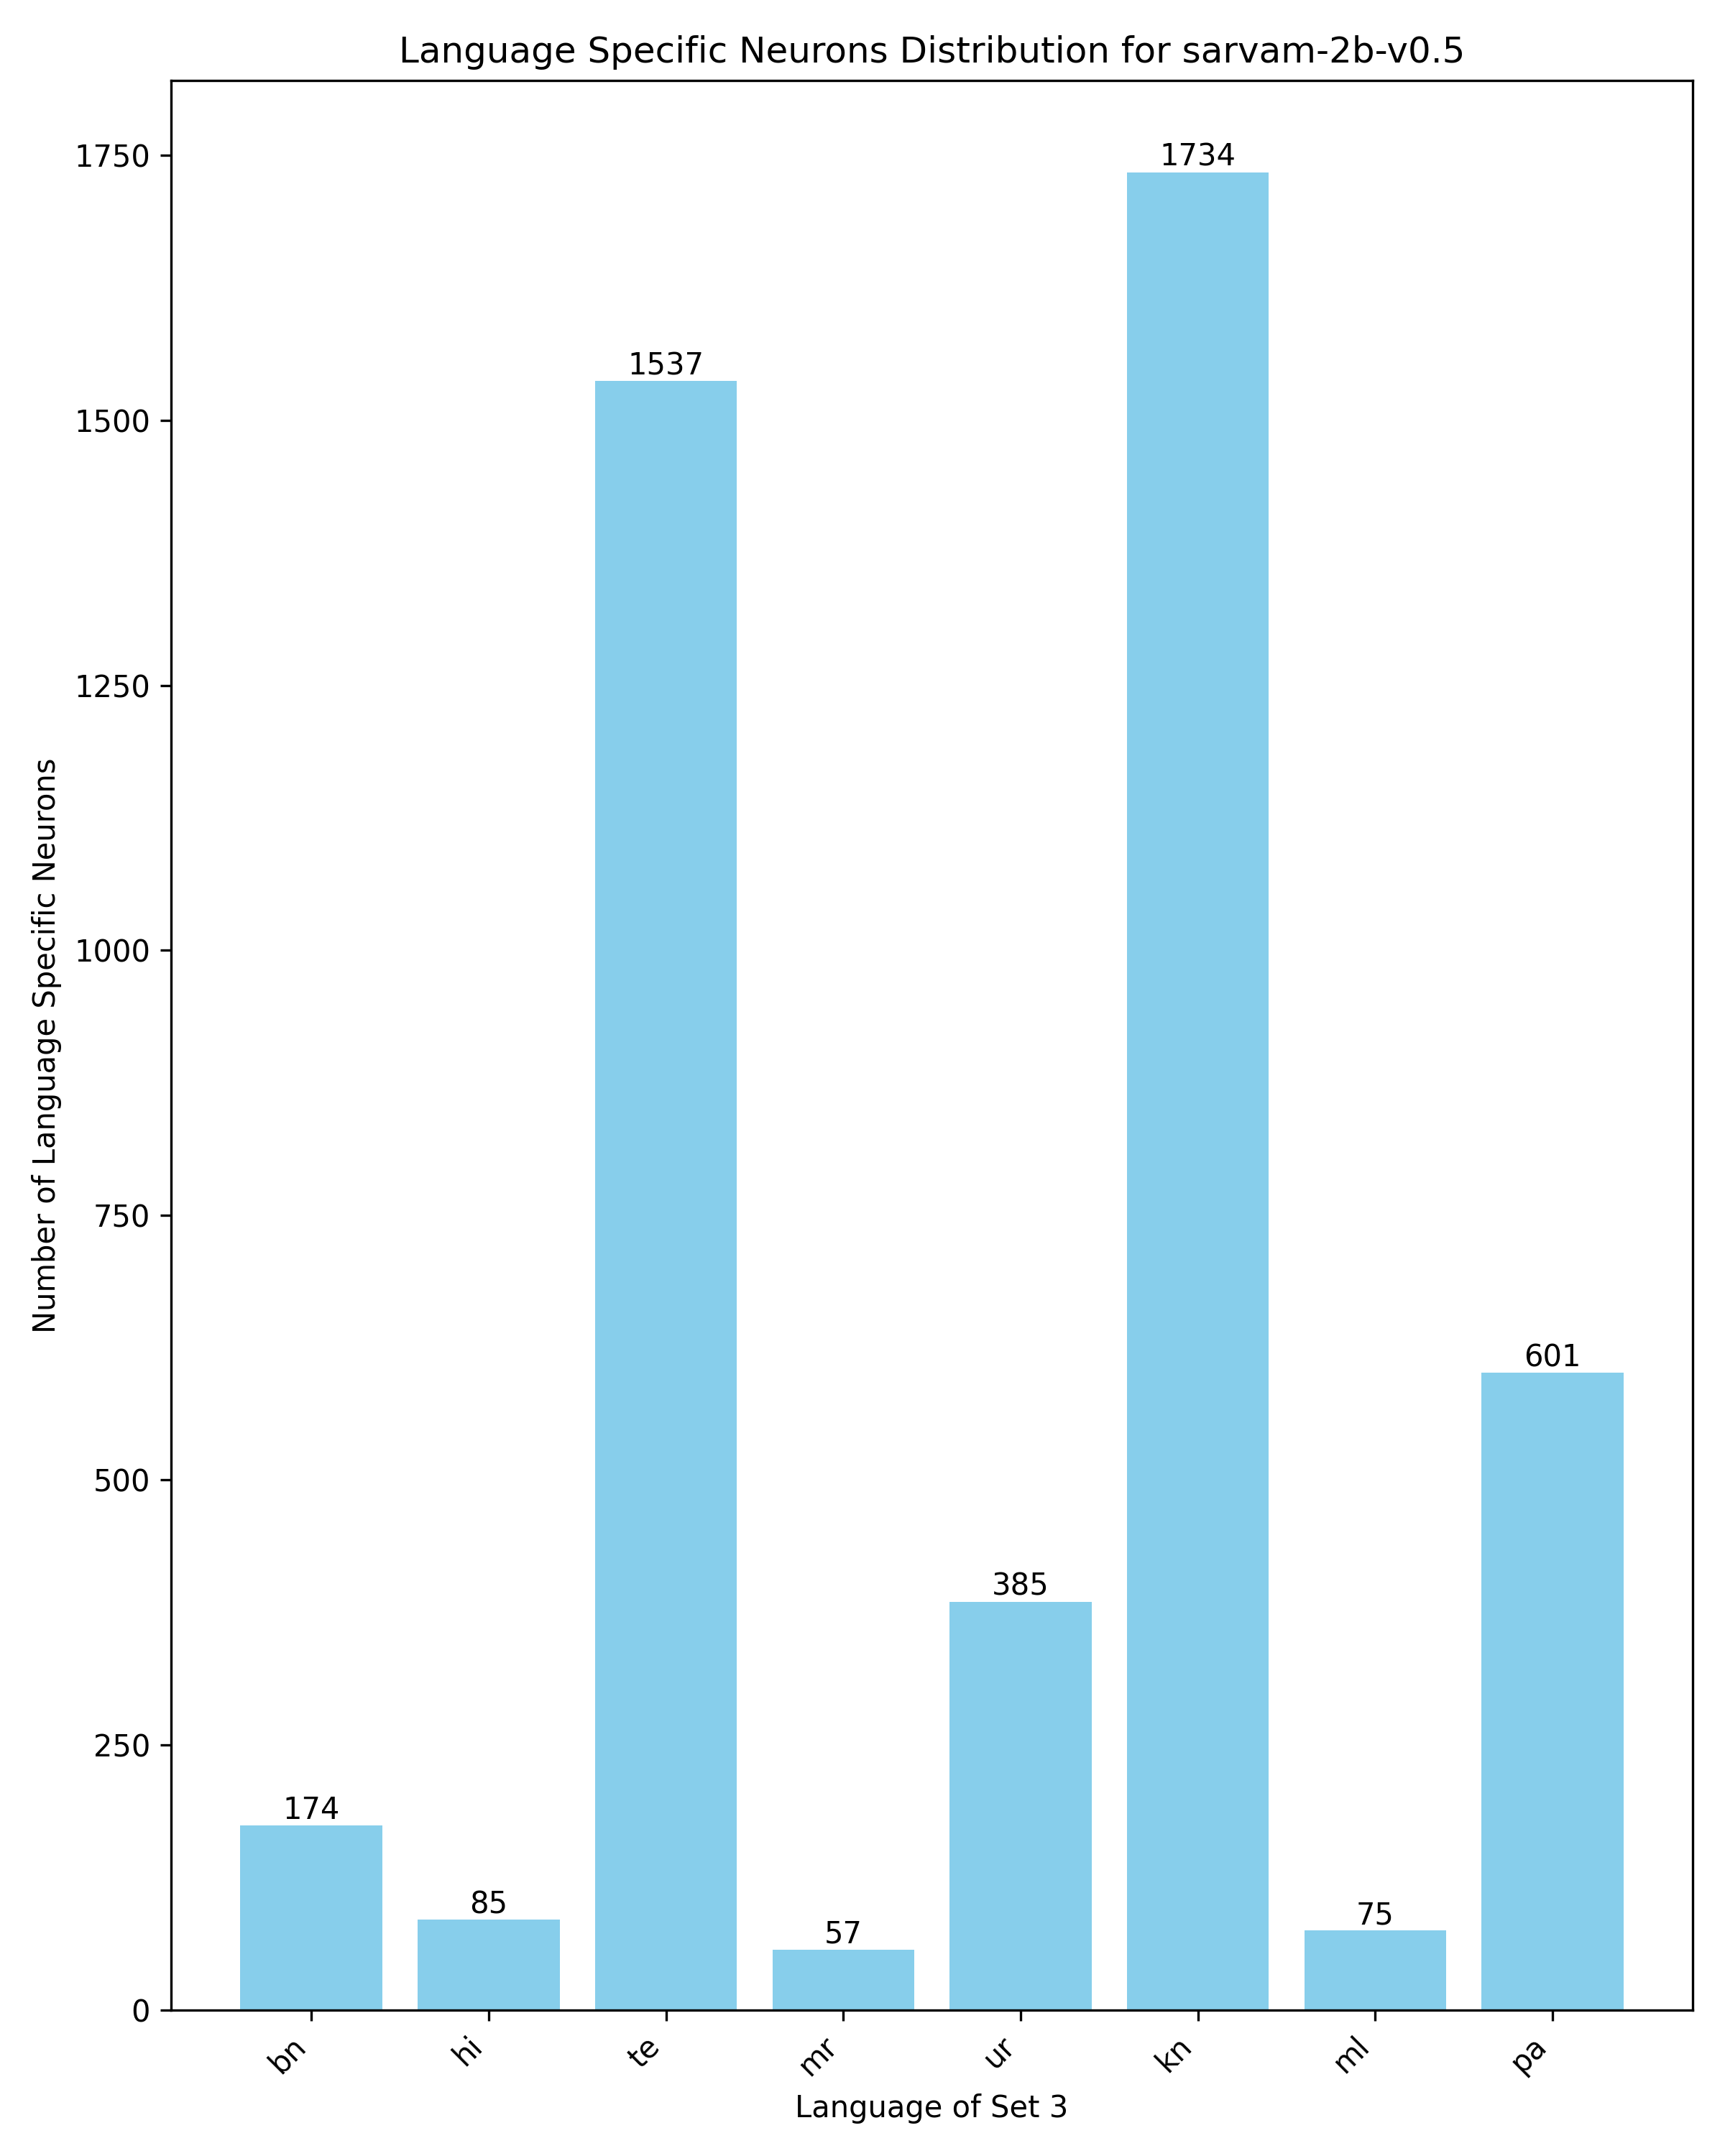 Language Specific Neurons Distribution for sarvam-2b-v0.5
Number of Language Specific Neurons
1750
1500
1250
1000
750
500
250
0
174
85
1537
57
385
1734
75
601
bn
hi
te
mr
ur
kn
ml
pa
Language of Set 3